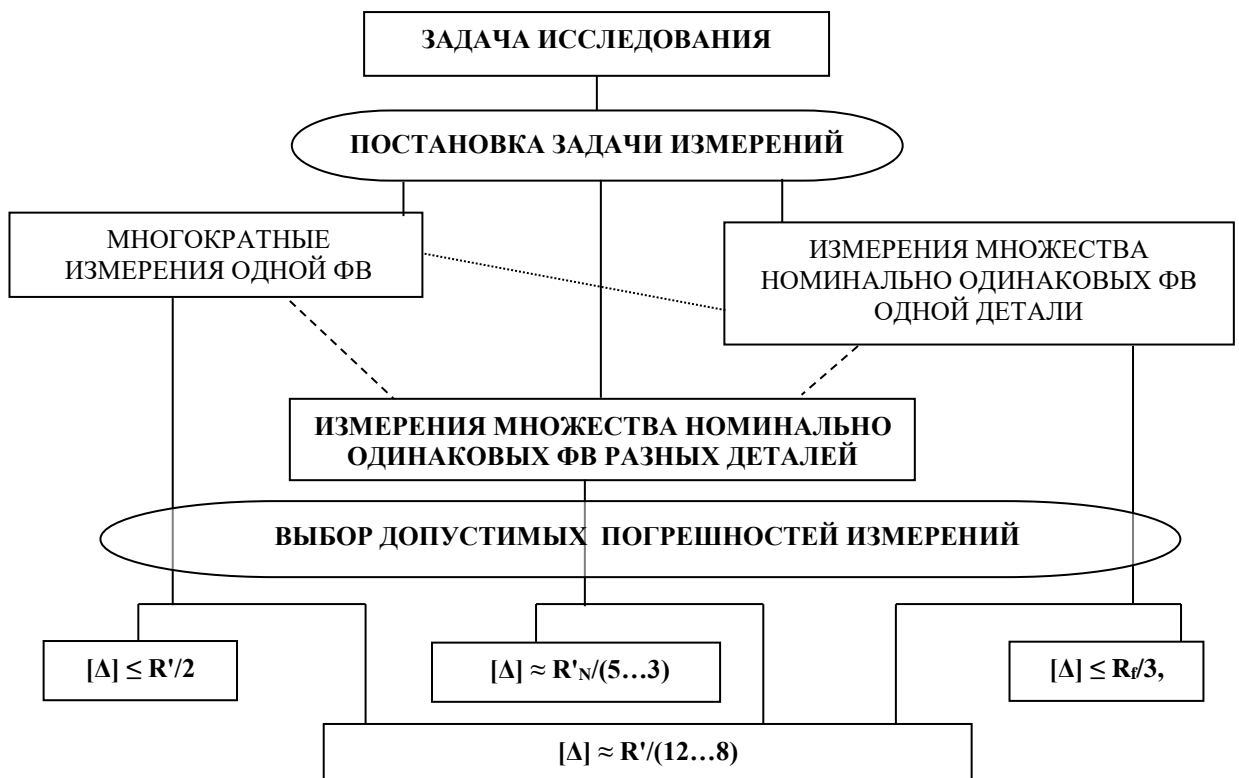 ЗАДАЧА ИССЛЕДОВАНИЯ
ПОСТАНОВКА ЗАДАЧИ ИЗМЕРЕНИЙ
МНОГОКРАТНЫЕ
ИЗМЕРЕНИЯ ОДНОЙ ФВ
ИЗМЕРЕНИЯ МНОЖЕСТВА
НОМИНАЛЬНО ОДИНАКОВЫХ ФВ
ОДНОЙ ДЕТАЛИ
ИЗМЕРЕНИЯ МНОЖЕСТВА НОМИНАЛЬНО
ОДИНАКОВЫХ ФВ РАЗНЫХ ДЕТАЛЕЙ
ВЫБОР ДОПУСТИМЫХ ПОГРЕШНОСТЕЙ ИЗМЕРЕНИЙ
[Δ] ≤ R'/2
[Δ] ≈ R'N/(5…3)
[Δ] ≤ Rf/3,
[Δ] ≈ R'/(12…8)